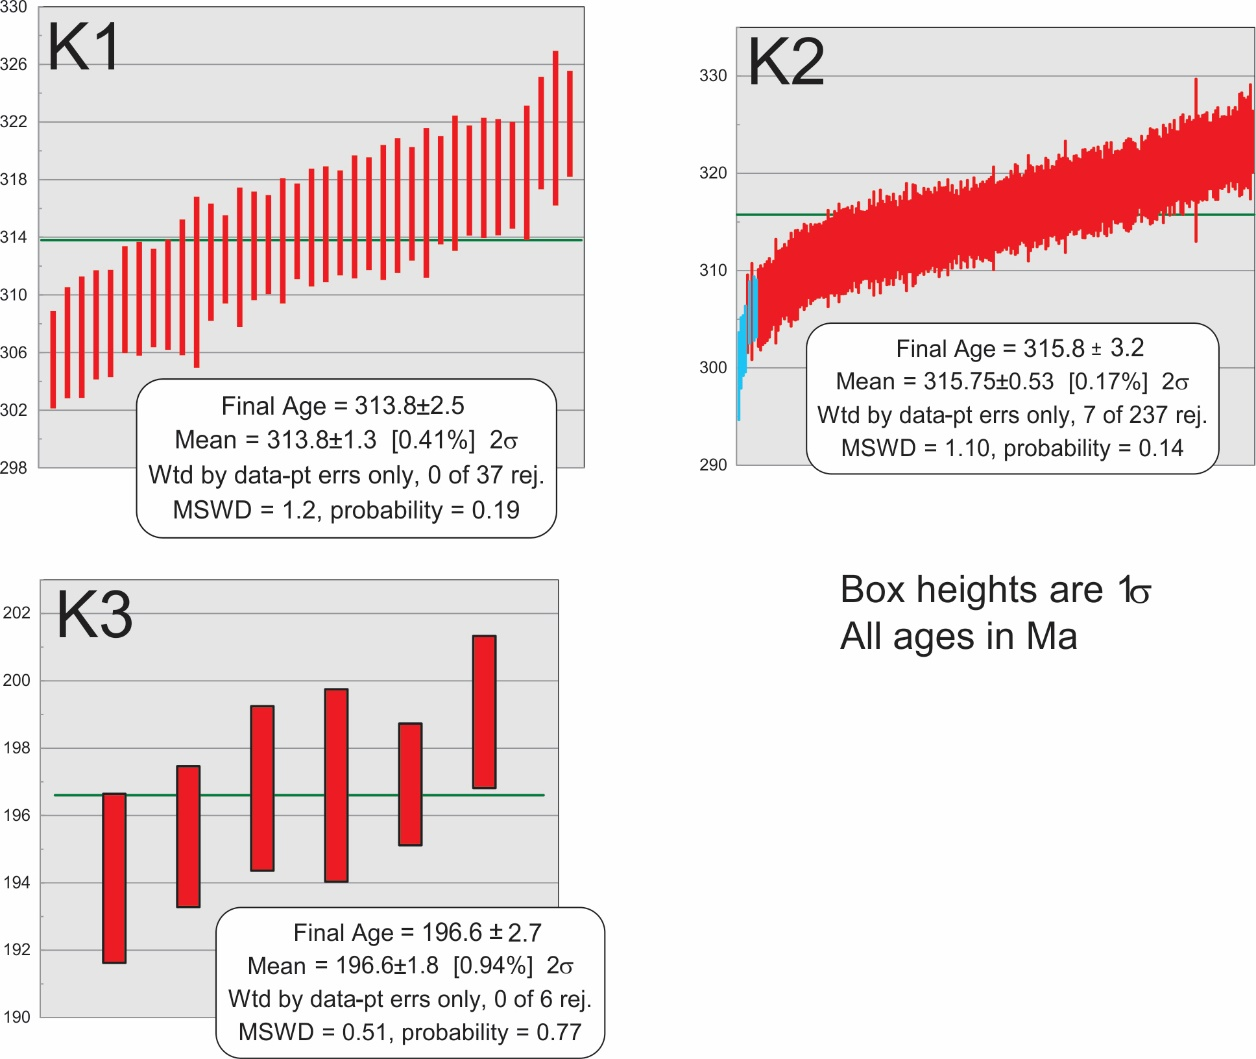 K1
330
326
322
318
314
310
306
302
298
Final Age = 313.8±2.5
Mean = 313.8±1.3 [0.41%] 2σ
Wtd by data-pt errs only, 0 of 37 rej.
MSWD = 1.2, probability = 0.19
K2
330
320
310
300
290
Final Age = 315.8 ± 3.2
Mean = 315.75±0.53 [0.17%] 2σ
Wtd by data-pt errs only, 7 of 237 rej.
MSWD = 1.10, probability = 0.14
K3
202
200
198
196
194
192
190
Final Age = 196.6 ± 2.7
Mean = 196.6±1.8 [0.94%] 2σ
Wtd by data-pt errs only, 0 of 6 rej.
MSWD = 0.51, probability = 0.77
Box heights are 1σ
All ages in Ma